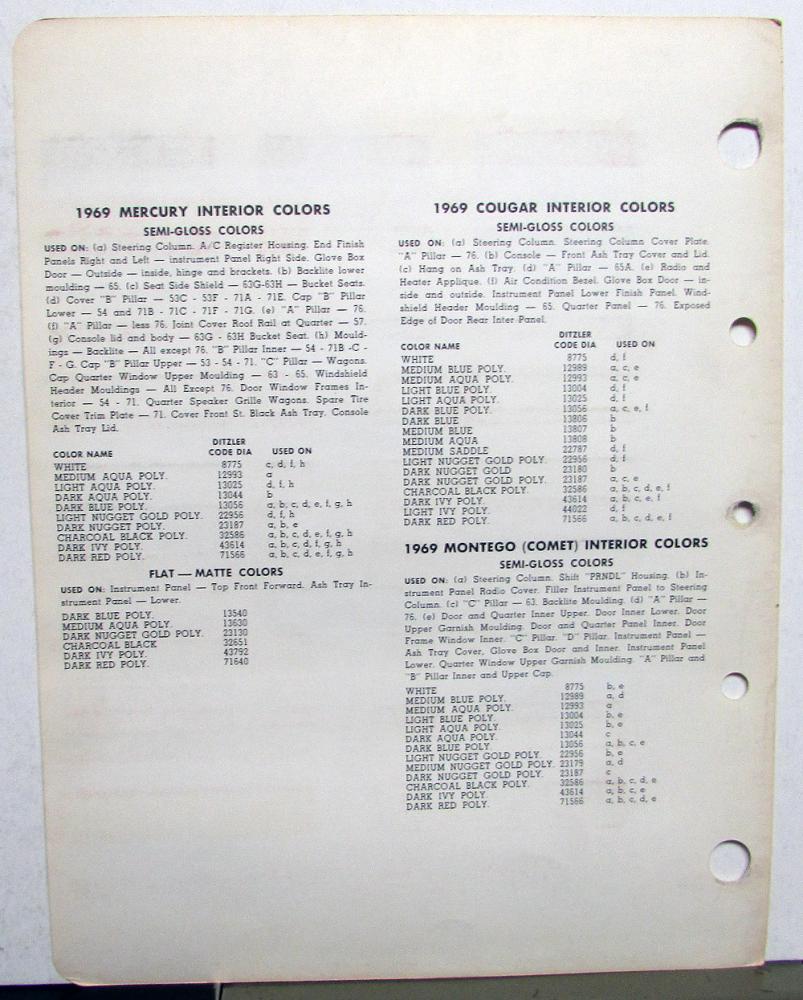 1969 MERCURY INTERIOR COLORS
SEMI-GLOSS COLORS
USED ON: (a) Steering Column. A/C Register Housing. End Finish
Panels Right and Left — instrument Panel Right Side. Glove Box
Door — Outside — inside, hinge and brackets. (b) Backlite lower
moulding — 65. (c) Seat Side Shield — 63G-63H — Bucket Seats.
(d) Cover "B" Pillar — 53C - 53F - 71A - 71E. Cap "B" Pillar
Lower — 54 and 71B - 71C - 71F - 71G. (e) "A" Pillar — 76.
(f) "A" Pillar — less 76. Joint Cover Roof Rail at Quarter — 57.
(g) Console lid and body — 63G - 63H Bucket Seat. (h) Mould-
ings — Backlite — All except 76. "B" Pillar Inner — 54 - 71B -C -
F - G. Cap "B" Pillar Upper — 53 - 54 - 71. "C" Pillar — Wagons.
Cap Quarter Window Upper Moulding — 63 - 65. Windshield
Header Mouldings — All Except 76. Door Window Frames In-
terior — 54 - 71. Quarter Speaker Grille Wagons. Spare Tire
Cover Trim Plate — 71. Cover Front St. Black Ash Tray. Console
Ash Tray Lid.
COLOR NAME DITZLER CODE DIA USED ON
WHITE 8775 c, d, f, h
MEDIUM AQUA POLY. 12993 a
LIGHT AQUA POLY. 13025 d, f, h
DARK AQUA POLY. 13044 b
DARK BLUE POLY. 13056 a, b, c, d, e, f, g, h
LIGHT NUGGET GOLD POLY. 22956 d, f, h
DARK NUGGET POLY. 23187 a, b, e
CHARCOAL BLACK POLY. 32586 a, b, c, d, e, f, g, h
DARK IVY POLY. 43614 a, b, c, d, f, g, h
DARK RED POLY. 71566 a, b, c, d, e, f, g, h
FLAT — MATTE COLORS
USED ON: Instrument Panel — Top Front Forward. Ash Tray In-
strument Panel — Lower.
DARK BLUE POLY. 13540
MEDIUM AQUA POLY. 13630
DARK NUGGET GOLD POLY. 23130
CHARCOAL BLACK 32651
DARK IVY POLY. 43792
DARK RED POLY. 71640
1969 COUGAR INTERIOR COLORS
SEMI-GLOSS COLORS
USED ON: (a) Steering Column. Steering Column Cover Plate.
"A" Pillar — 76. (b) Console — Front Ash Tray Cover and Lid.
(c) Hang on Ash Tray. (d) "A" Pillar — 65A. (e) Radio and
Heater Applique. (f) Air Condition Bezel. Glove Box Door — in-
side and outside. Instrument Panel Lower Finish Panel. Wind-
shield Header Moulding — 65. Quarter Panel — 76. Exposed
Edge of Door Rear Inter Panel.
COLOR NAME DITZLER CODE DIA USED ON
WHITE 8775 d, f
MEDIUM BLUE POLY. 12989 a, c, e
MEDIUM AQUA POLY. 12993 a, c, e
LIGHT BLUE POLY. 13004 d, f
LIGHT AQUA POLY. 13025 d, f
DARK BLUE POLY. 13056 a, c, e, f
DARK BLUE 13806 b
MEDIUM BLUE 13807 b
MEDIUM AQUA 13808 b
MEDIUM SADDLE 22787 d, f
LIGHT NUGGET GOLD POLY. 22956 d, f
DARK NUGGET GOLD 23180 b
DARK NUGGET GOLD POLY. 23187 a, c, e
CHARCOAL BLACK POLY. 32586 a, b, c, d, e, f
DARK IVY POLY. 43614 a, b, c, e, f
LIGHT IVY POLY. 44022 d, f
DARK RED POLY. 71566 a, b, c, d, e, f
1969 MONTEGO (COMET) INTERIOR COLORS
SEMI-GLOSS COLORS
USED ON: (a) Steering Column. Shift "PRNDL" Housing. (b) In-
strument Panel Radio Cover. Filler Instrument Panel to Steering
Column. (c) "C" Pillar — 63. Backlite Moulding. (d) "A" Pillar —
76. (e) Door and Quarter Inner Upper. Door Inner Lower. Door
Upper Garnish Moulding. Door and Quarter Panel Inner. Door
Frame Window Inner. "C" Pillar. "D" Pillar. Instrument Panel —
Ash Tray Cover, Glove Box Door and Inner. Instrument Panel
Lower. Quarter Window Upper Garnish Moulding. "A" Pillar and
"B" Pillar Inner and Upper Cap.
WHITE 8775 b, e
MEDIUM BLUE POLY. 12989 a, d
MEDIUM AQUA POLY. 12993 a
LIGHT BLUE POLY. 13004 b, e
LIGHT AQUA POLY. 13025 b, e
DARK AQUA POLY. 13044 c
DARK BLUE POLY. 13056 a, b, c, e
LIGHT NUGGET GOLD POLY. 22956 b, e
MEDIUM NUGGET GOLD POLY. 23179 a, d
DARK NUGGET GOLD POLY. 23187 c
CHARCOAL BLACK POLY. 32586 a, b, c, d, e
DARK IVY POLY. 43614 a, b, c, e
DARK RED POLY. 71566 a, b, c, d, e